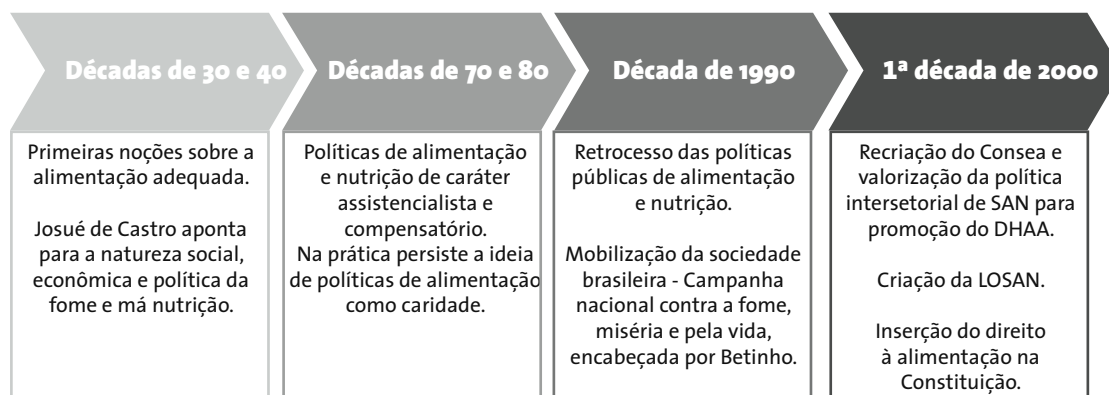 Décadas de 30 e 40
Primeiras noções sobre a
alimentação adequada.
Josué de Castro aponta
para a natureza social,
econômica e política da
fome e má nutrição.
Décadas de 70 e 80
Políticas de alimentação
e nutrição de caráter
assistencialista e
compensatório.
Na prática persiste a ideia
de políticas de alimentação
como caridade.
Década de 1990
Retrocesso das políticas
públicas de alimentação
e nutrição.
Mobilização da sociedade
brasileira - Campanha
nacional contra a fome,
miséria e pela vida,
encabeçada por Betinho.
1ª década de 2000
Recriação do Consea e
valorização da política
intersetorial de SAN para
promoção do DHAA.
Criação da LOSAN.
Inserção do direito
à alimentação na
Constituição.